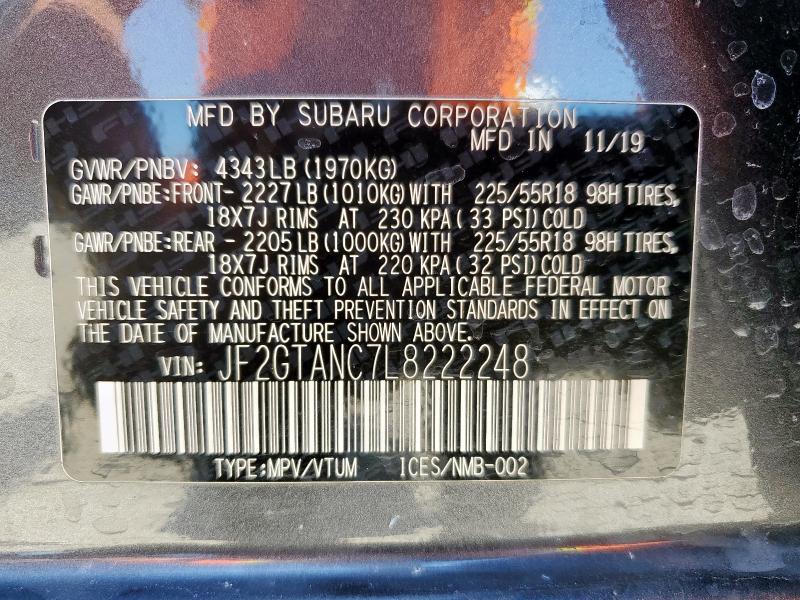 MFD BY SUBARU CORPORATION
MFD IN 11/19
GVWR/PNBV: 4343LB(1970KG)
GAWR/PNBE:FRONT- 2227LB(1010KG)WITH 225/55R18 98H TIRES,
18X7J RIMS AT 230 KPA(33 PSI)COLD
GAWR/PNBE:REAR - 2205LB(1000KG)WITH 225/55R18 98H TIRES,
18X7J RIMS AT 220 KPA(32 PSI)COLD
THIS VEHICLE CONFORMS TO ALL APPLICABLE FEDERAL MOTOR
VEHICLE SAFETY AND THEFT PREVENTION STANDARDS IN EFFECT ON
THE DATE OF MANUFACTURE SHOWN ABOVE.
VIN: JF2GTANC7L8222248
TYPE:MPV/VTUM ICES/NMB-002